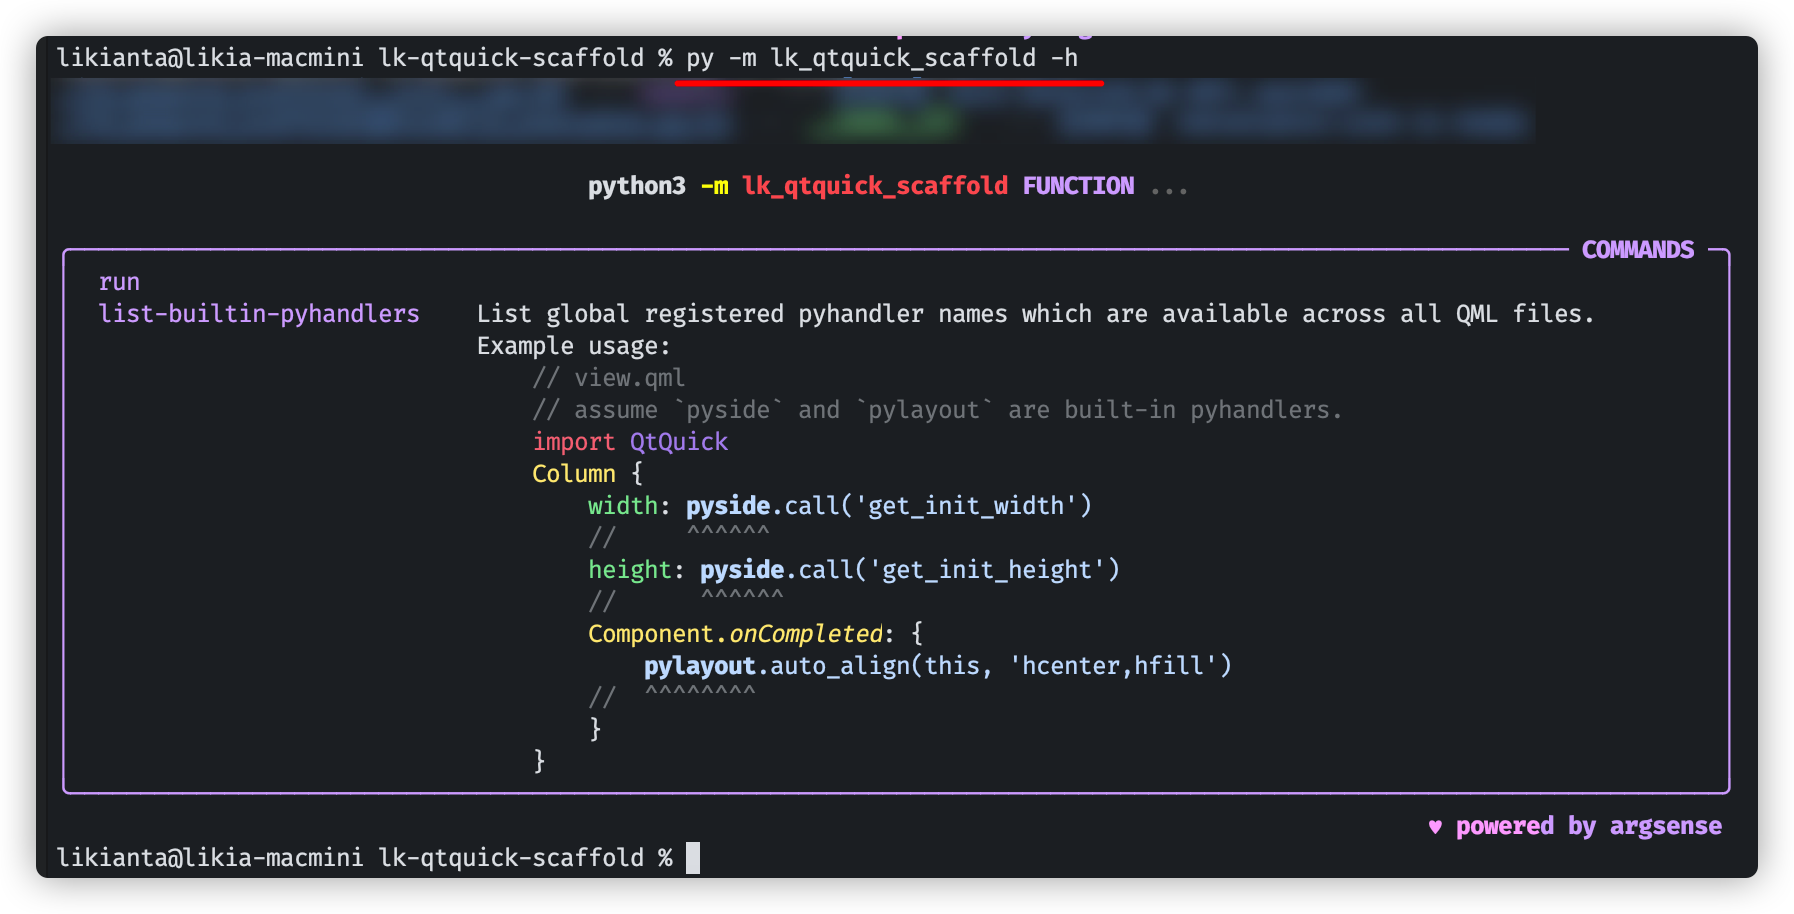 likianta@likia-macmini lk-qtquick-scaffold % py -m lk_qtquick_scaffold -h
python3 -m lk_qtquick_scaffold FUNCTION ...
COMMANDS
run
list-builtin-pyhandlers    List global registered pyhandler names which are available across all QML files.
Example usage:
// view.qml
// assume `pyside` and `pylayout` are built-in pyhandlers.
import QtQuick
Column {
width: pyside.call('get_init_width')
//     ^^^^^^
height: pyside.call('get_init_height')
//      ^^^^^^
Component.onCompleted: {
pylayout.auto_align(this, 'hcenter,hfill')
//  ^^^^^^^^
}
}
♥ powered by argsense
likianta@likia-macmini lk-qtquick-scaffold %